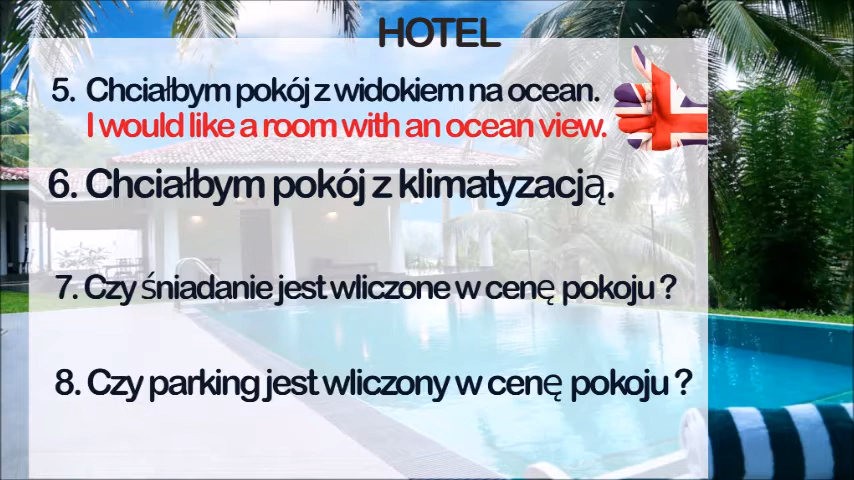 HOTEL
5. Chciałbym pokój z widokiem na ocean.
I would like a room with an ocean view.
6. Chciałbym pokój z klimatyzacją.
7. Czy śniadanie jest wliczone w cenę pokoju ?
8. Czy parking jest wliczony w cenę pokoju ?